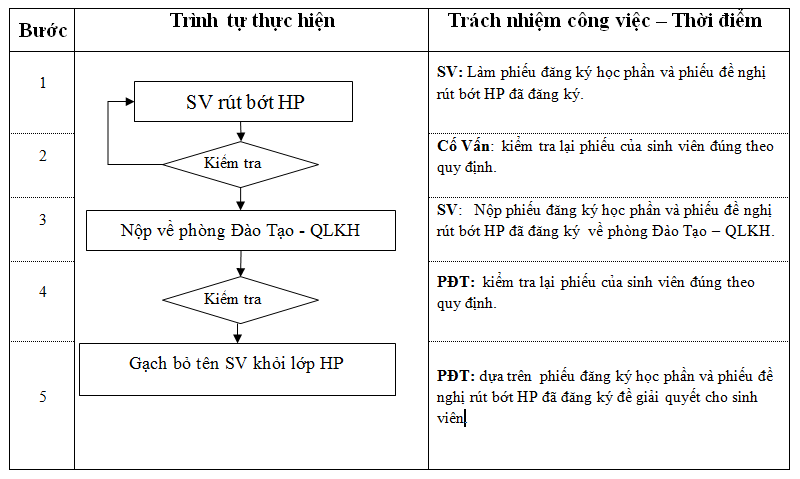 Bước
Trình tự thực hiện
Trách nhiệm công việc – Thời điểm
1
SV rút bớt HP
SV: Làm phiếu đăng ký học phần và phiếu đề nghị
rút bớt HP đã đăng ký.
2
Kiểm tra
Cố Vấn: kiểm tra lại phiếu của sinh viên đúng theo
quy định.
3
Nộp về phòng Đào Tạo - QLKH
SV: Nộp phiếu đăng ký học phần và phiếu đề nghị
rút bớt HP đã đăng ký về phòng Đào Tạo – QLKH.
4
Kiểm tra
PĐT: kiểm tra lại phiếu của sinh viên đúng theo
quy định.
5
Gạch bỏ tên SV khỏi lớp HP
PĐT: dựa trên phiếu đăng ký học phần và phiếu đề
nghị rút bớt HP đã đăng ký để giải quyết cho sinh
viên.